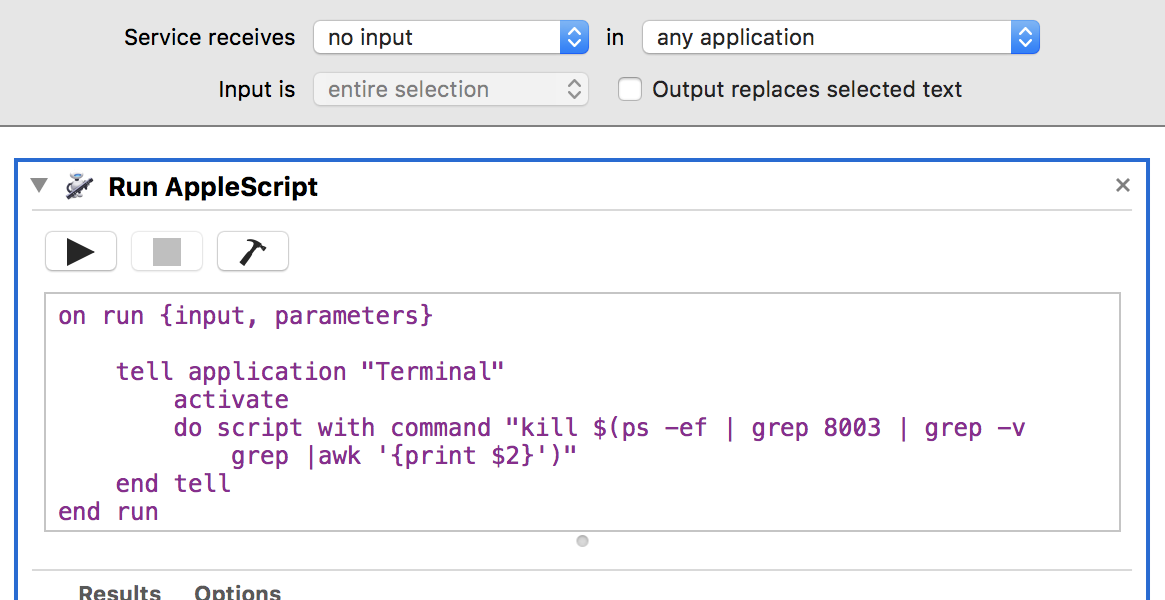 Service receives no input in any application
Input is entire selection Output replaces selected text
Run AppleScript
on run {input, parameters}
tell application "Terminal"
activate
do script with command "kill $(ps -ef | grep 8003 | grep -v
grep |awk '{print $2}')"
end tell
end run
Results Options